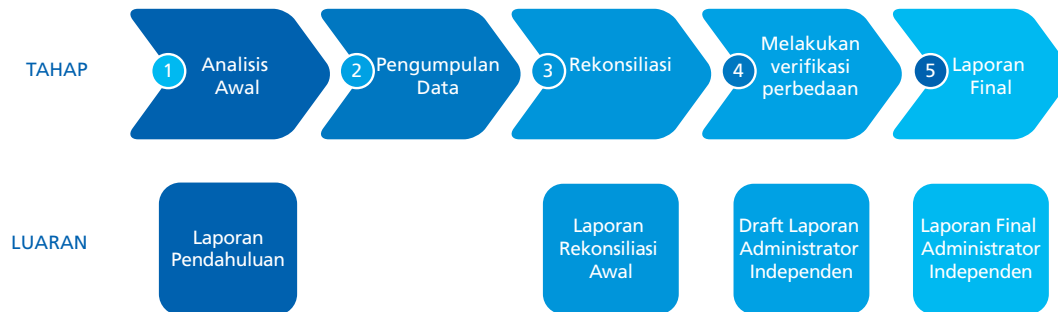 TAHAP
1
Analisis
Awal
2
Pengumpulan
Data
3
Rekonsiliasi
4
Melakukan
verifikasi
perbedaan
5
Laporan
Final
LUARAN
Laporan
Pendahuluan
Laporan
Rekonsiliasi
Awal
Draft Laporan
Administrator
Independen
Laporan Final
Administrator
Independen